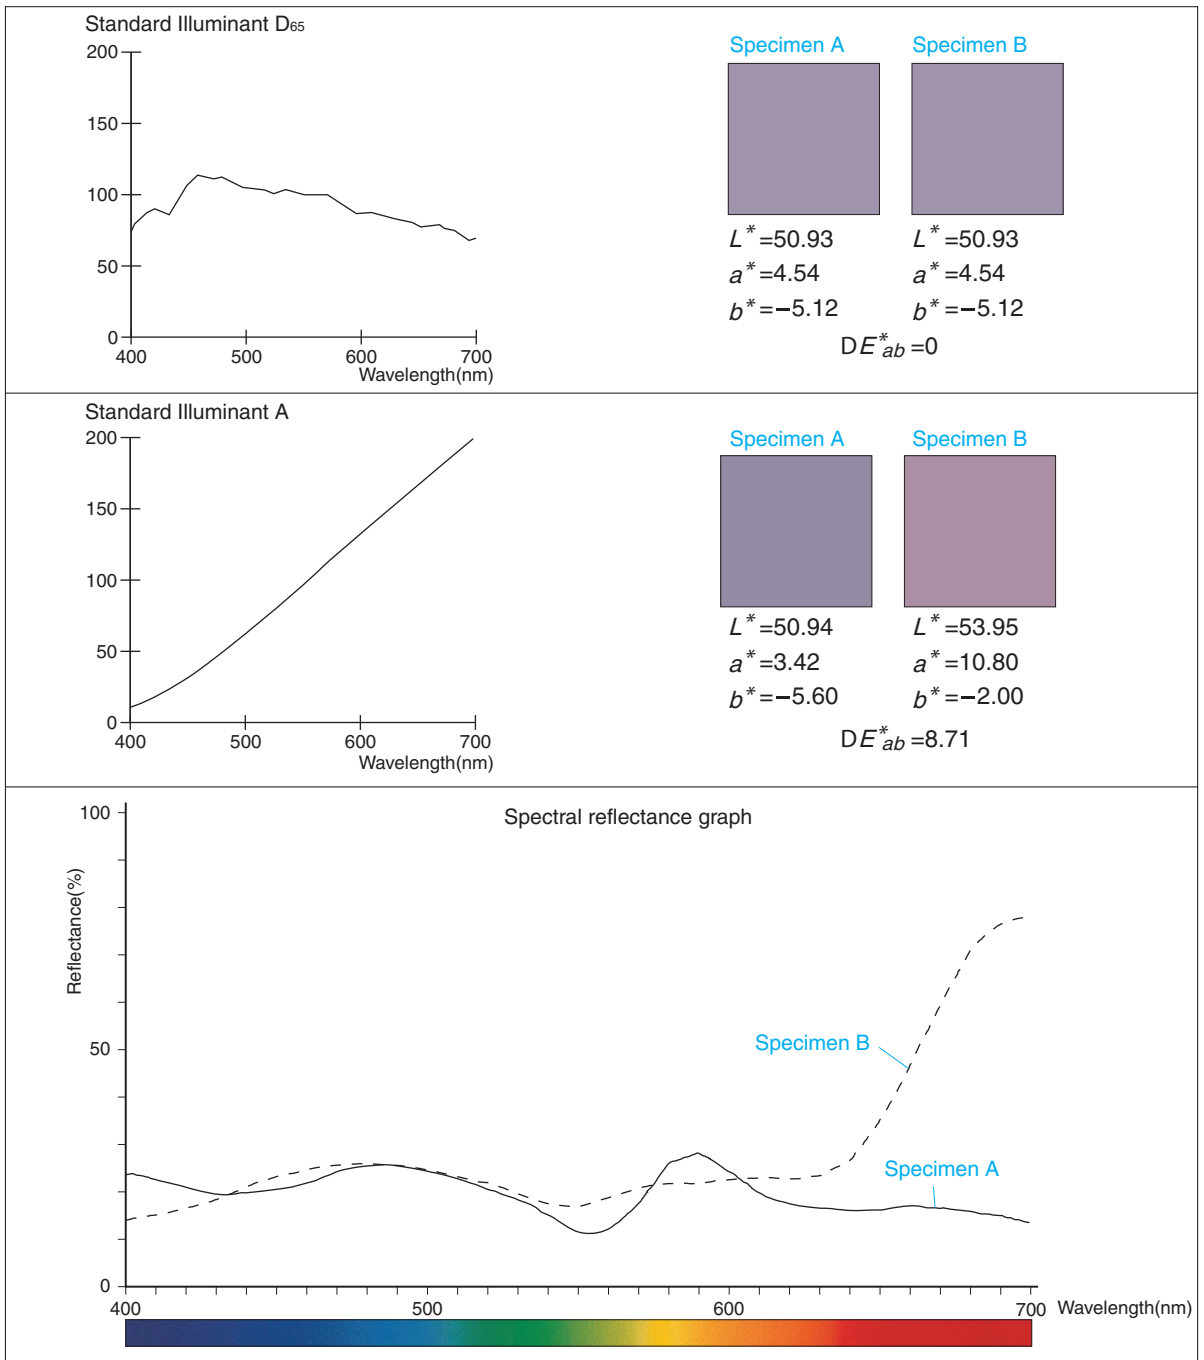 Standard Illuminant D65
200
150
100
50
0
400 500 600 700
Wavelength(nm)
Specimen A Specimen B
L*=50.93 L*=50.93
a*=4.54 a*=4.54
b*=−5.12 b*=−5.12
DE*ab=0
Standard Illuminant A
200
150
100
50
0
400 500 600 700
Wavelength(nm)
Specimen A Specimen B
L*=50.94 L*=53.95
a*=3.42 a*=10.80
b*=−5.60 b*=−2.00
DE*ab=8.71
Spectral reflectance graph
100
Reflectance(%)
50
Specimen B
Specimen A
0
400 500 600 700 Wavelength(nm)